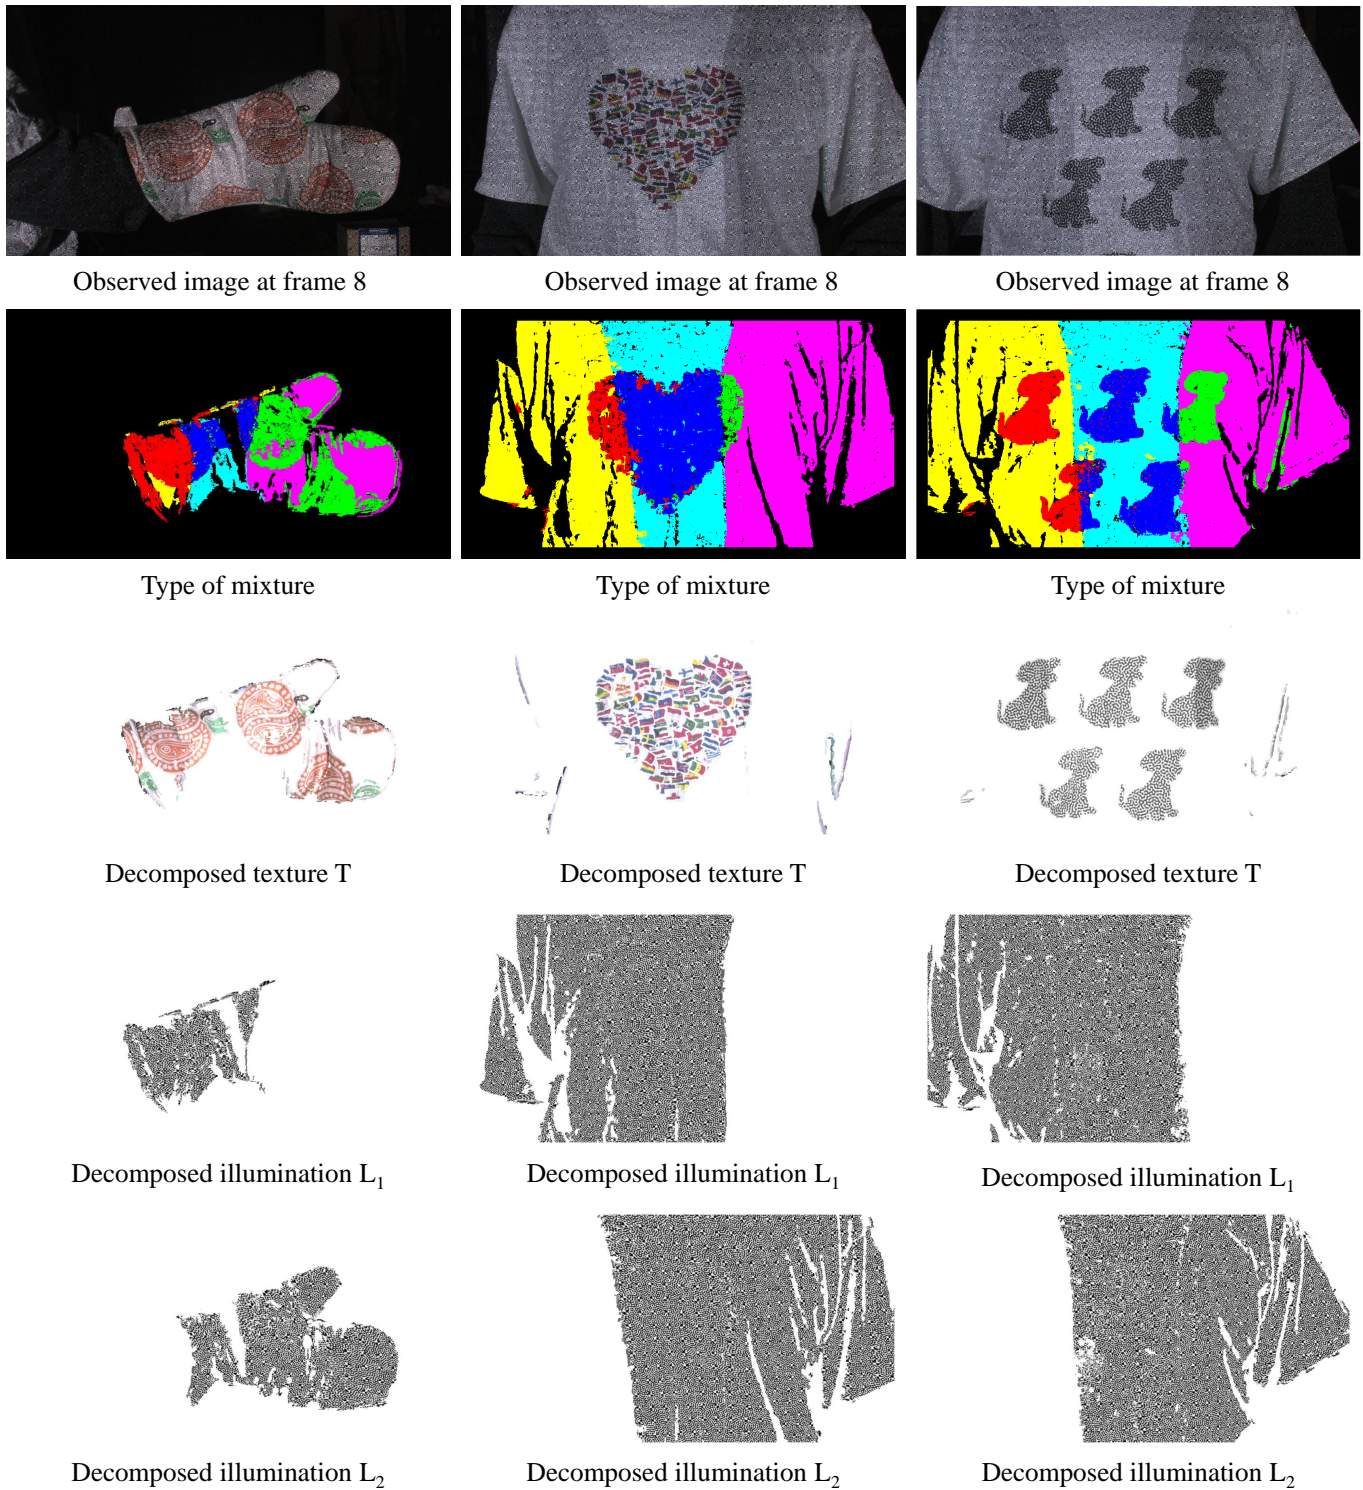 Observed image at frame 8
Observed image at frame 8
Observed image at frame 8
Type of mixture
Type of mixture
Type of mixture
Decomposed texture T
Decomposed texture T
Decomposed texture T
Decomposed illumination L₁
Decomposed illumination L₁
Decomposed illumination L₁
Decomposed illumination L₂
Decomposed illumination L₂
Decomposed illumination L₂